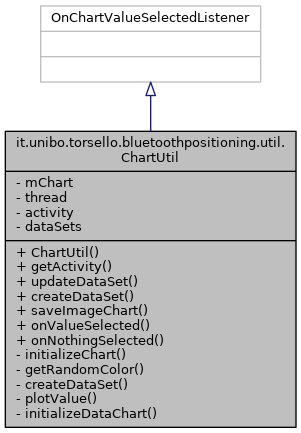 OnChartValueSelectedListener
it.unibo.torsello.bluetoothpositioning.util.
ChartUtil
- mChart
- thread
- activity
- dataSets
+ ChartUtil()
+ getActivity()
+ updateDataSet()
+ createDataSet()
+ saveImageChart()
+ onValueSelected()
+ onNothingSelected()
- initializeChart()
- getRandomColor()
- createDataSet()
- plotValue()
- initializeDataChart()